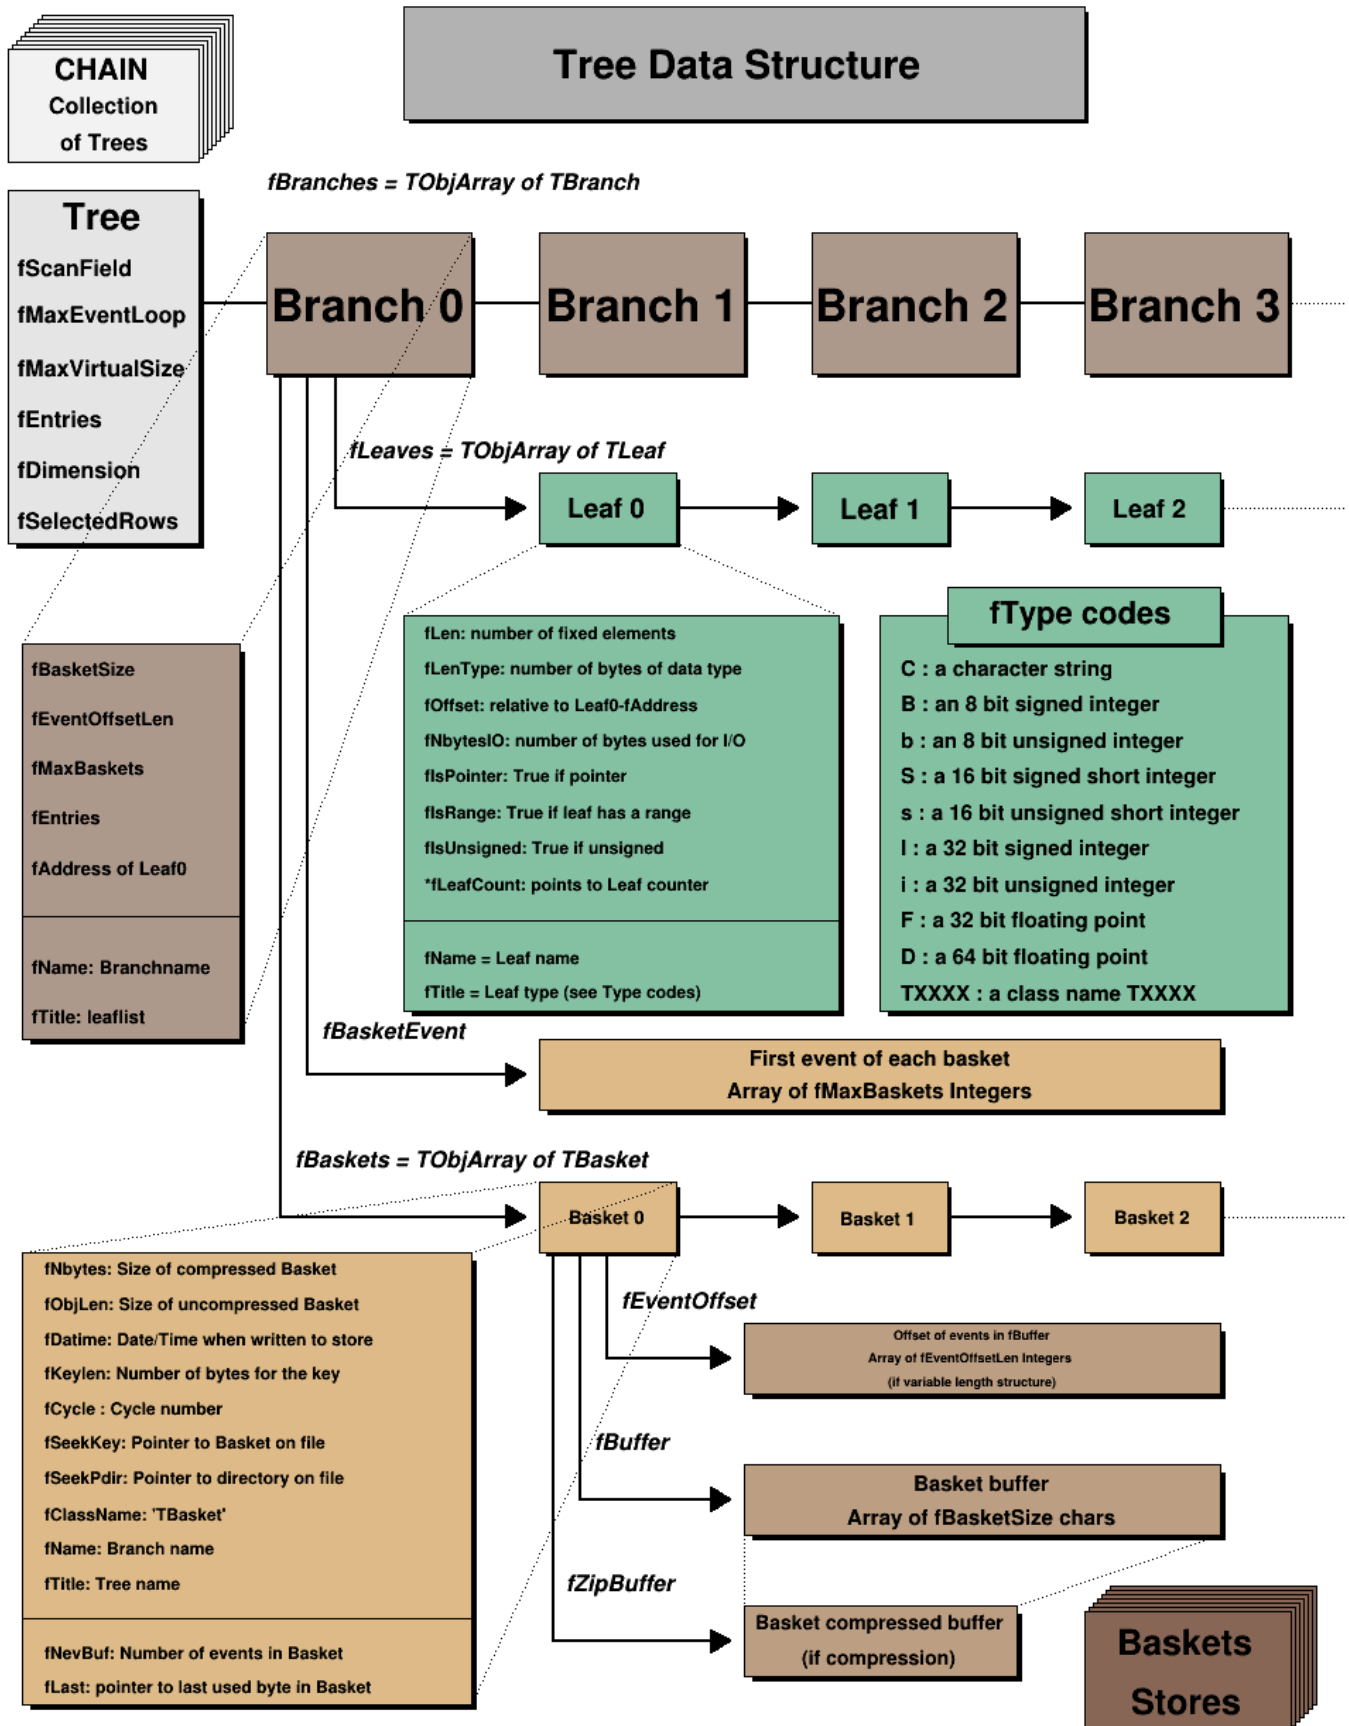 CHAIN
Collection
of Trees
Tree Data Structure
fBranches = TObjArray of TBranch
Tree
fScanField
fMaxEventLoop
fMaxVirtualSize
fEntries
fDimension
fSelectedRows
Branch 0
Branch 1
Branch 2
Branch 3
fLeaves = TObjArray of TLeaf
Leaf 0
Leaf 1
Leaf 2
fBasketSize
fEventOffsetLen
fMaxBaskets
fEntries
fAddress of Leaf0
fName: Branchname
fTitle: leaflist
fLen: number of fixed elements
fLenType: number of bytes of data type
fOffset: relative to Leaf0-fAddress
fNbytesIO: number of bytes used for I/O
fIsPointer: True if pointer
fIsRange: True if leaf has a range
fIsUnsigned: True if unsigned
*fLeafCount: points to Leaf counter
fName = Leaf name
fTitle = Leaf type (see Type codes)
fType codes
C : a character string
B : an 8 bit signed integer
b : an 8 bit unsigned integer
S : a 16 bit signed short integer
s : a 16 bit unsigned short integer
I : a 32 bit signed integer
i : a 32 bit unsigned integer
F : a 32 bit floating point
D : a 64 bit floating point
TXXXX : a class name TXXXX
fBasketEvent
First event of each basket
Array of fMaxBaskets Integers
fBaskets = TObjArray of TBasket
Basket 0
Basket 1
Basket 2
fNbytes: Size of compressed Basket
fObjLen: Size of uncompressed Basket
fDatime: Date/Time when written to store
fKeylen: Number of bytes for the key
fCycle : Cycle number
fSeekKey: Pointer to Basket on file
fSeekPdir: Pointer to directory on file
fClassName: 'TBasket'
fName: Branch name
fTitle: Tree name
fNevBuf: Number of events in Basket
fLast: pointer to last used byte in Basket
fEventOffset
Offset of events in fBuffer
Array of fEventOffsetLen Integers
(if variable length structure)
fBuffer
Basket buffer
Array of fBasketSize chars
fZipBuffer
Basket compressed buffer
(if compression)
Baskets
Stores